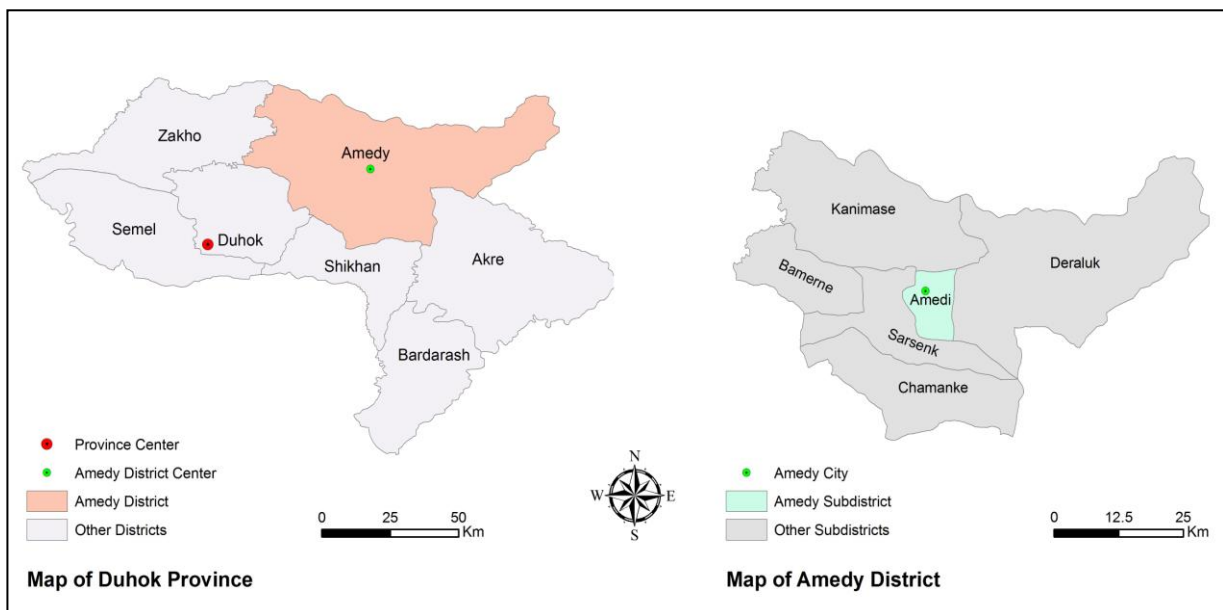 Zakho
Amedy
Semel
Duhok
Shikhan
Akre
Bardarash
Province Center
Amedy District Center
Amedy District
Other Districts
0 25 50
Km
Map of Duhok Province
N
W E
S
Kanimase
Bamerne
Deraluk
Amedi
Sarsenk
Chamanke
Amedy City
Amedy Subdistrict
Other Subdistricts
0 12.5 25
Km
Map of Amedy District